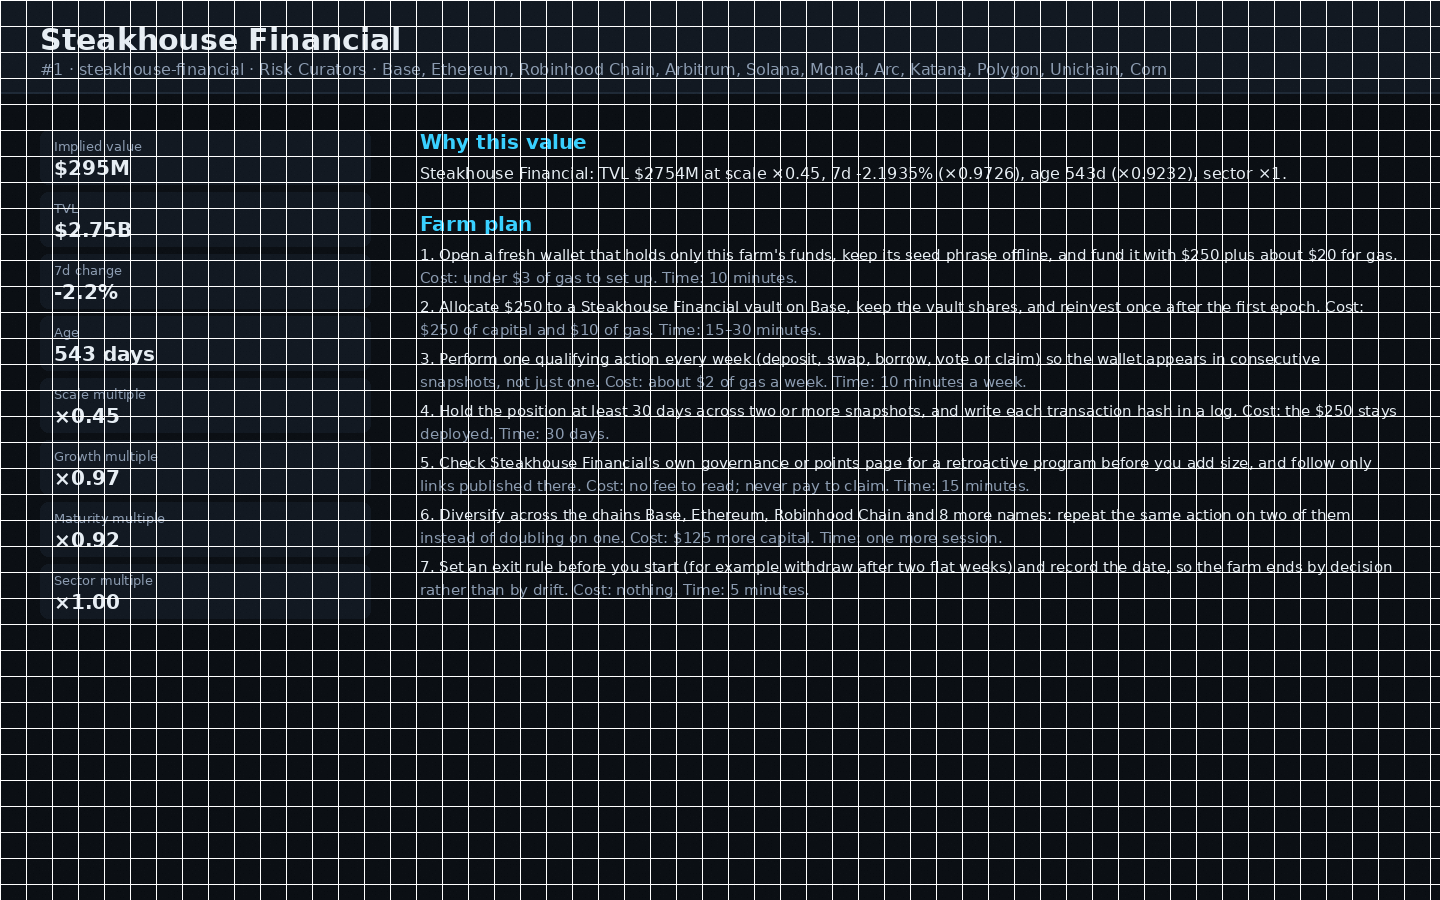 Steakhouse Financial
#1 · steakhouse-financial · Risk Curators · Base, Ethereum, Robinhood Chain, Arbitrum, Solana, Monad, Arc, Katana, Polygon, Unichain, Corn
Implied value
$295M
TVL
$2.75B
7d change
-2.2%
Age
543 days
Scale multiple
×0.45
Growth multiple
×0.97
Maturity multiple
×0.92
Sector multiple
×1.00
Why this value
Steakhouse Financial: TVL $2754M at scale ×0.45, 7d -2.1935% (×0.9726), age 543d (×0.9232), sector ×1.
Farm plan
1. Open a fresh wallet that holds only this farm's funds, keep its seed phrase offline, and fund it with $250 plus about $20 for gas.
Cost: under $3 of gas to set up. Time: 10 minutes.
2. Allocate $250 to a Steakhouse Financial vault on Base, keep the vault shares, and reinvest once after the first epoch. Cost:
$250 of capital and $10 of gas. Time: 15–30 minutes.
3. Perform one qualifying action every week (deposit, swap, borrow, vote or claim) so the wallet appears in consecutive
snapshots, not just one. Cost: about $2 of gas a week. Time: 10 minutes a week.
4. Hold the position at least 30 days across two or more snapshots, and write each transaction hash in a log. Cost: the $250 stays
deployed. Time: 30 days.
5. Check Steakhouse Financial's own governance or points page for a retroactive program before you add size, and follow only
links published there. Cost: no fee to read; never pay to claim. Time: 15 minutes.
6. Diversify across the chains Base, Ethereum, Robinhood Chain and 8 more names: repeat the same action on two of them
instead of doubling on one. Cost: $125 more capital. Time: one more session.
7. Set an exit rule before you start (for example withdraw after two flat weeks) and record the date, so the farm ends by decision
rather than by drift. Cost: nothing. Time: 5 minutes.